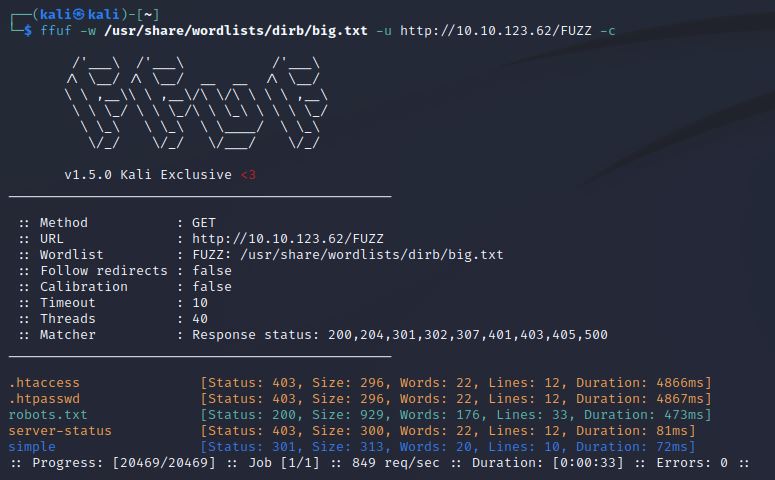 ┌──(kali㉿kali)-[~]
└─$ ffuf -w /usr/share/wordlists/dirb/big.txt -u http://10.10.123.62/FUZZ -c
v1.5.0 Kali Exclusive <3
:: Method : GET
:: URL : http://10.10.123.62/FUZZ
:: Wordlist : FUZZ: /usr/share/wordlists/dirb/big.txt
:: Follow redirects : false
:: Calibration : false
:: Timeout : 10
:: Threads : 40
:: Matcher : Response status: 200,204,301,302,307,401,403,405,500
.htaccess [Status: 403, Size: 296, Words: 22, Lines: 12, Duration: 4866ms]
.htpasswd [Status: 403, Size: 296, Words: 22, Lines: 12, Duration: 4867ms]
robots.txt [Status: 200, Size: 929, Words: 176, Lines: 33, Duration: 473ms]
server-status [Status: 403, Size: 300, Words: 22, Lines: 12, Duration: 81ms]
simple [Status: 301, Size: 313, Words: 20, Lines: 10, Duration: 72ms]
:: Progress: [20469/20469] :: Job [1/1] :: 849 req/sec :: Duration: [0:00:33] :: Errors: 0 ::